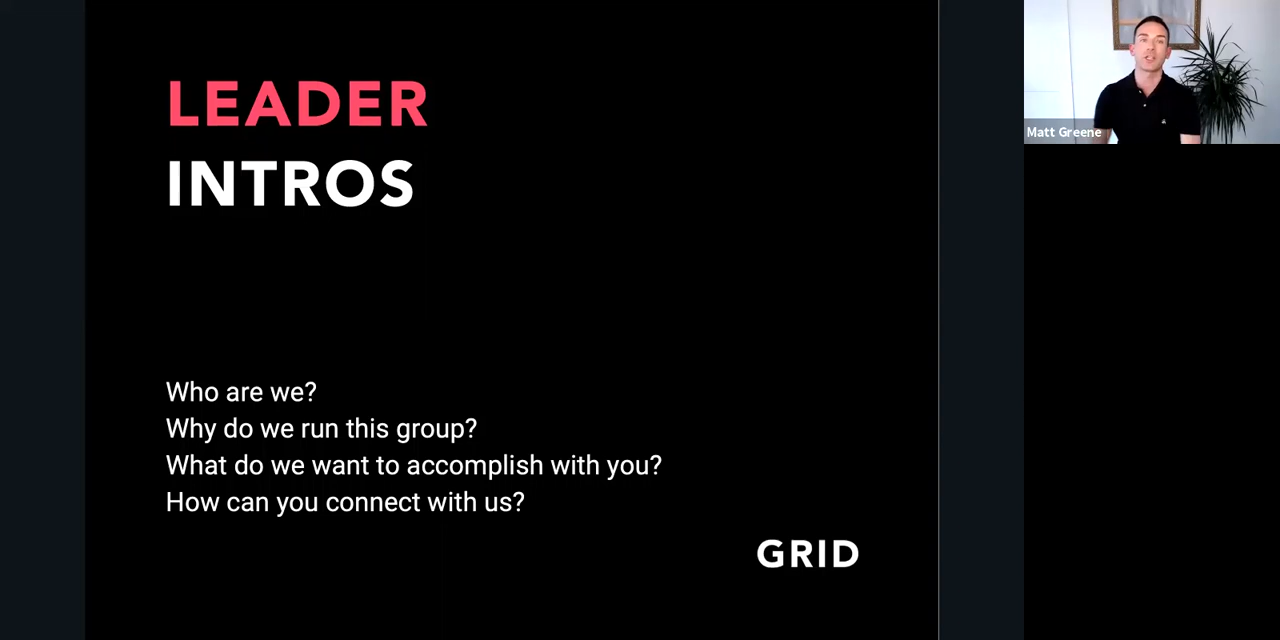 LEADER
INTROS
Who are we?
Why do we run this group?
What do we want to accomplish with you?
How can you connect with us?
GRID
Matt Greene